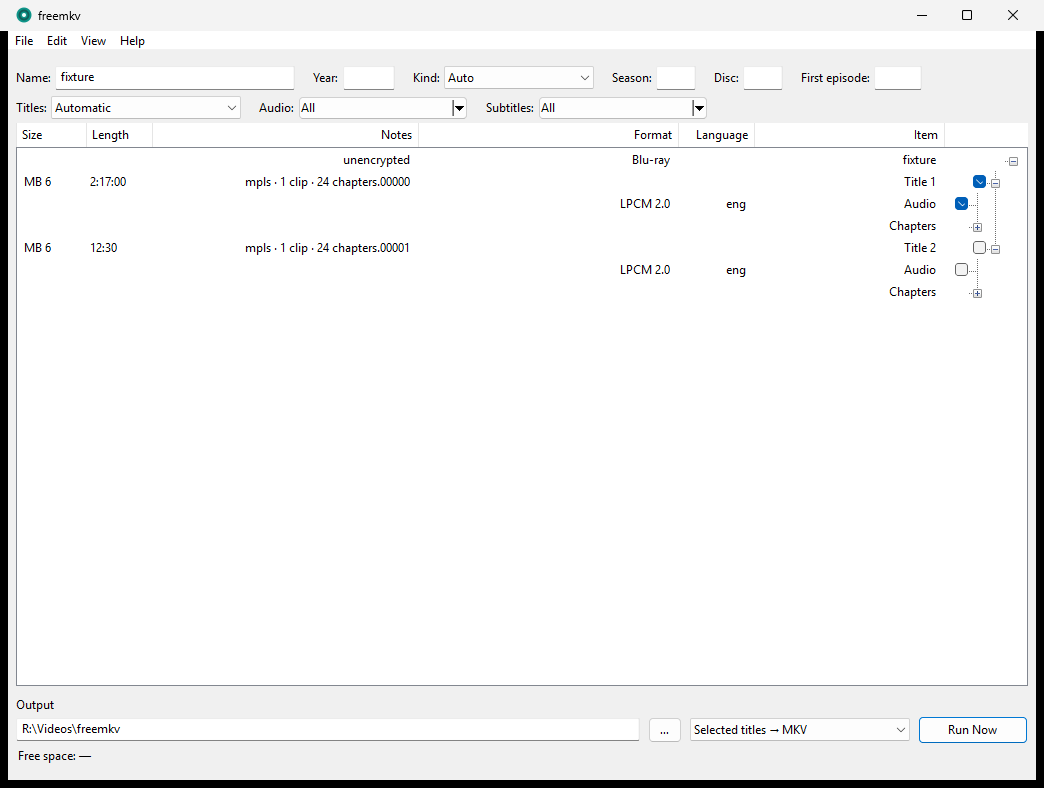 freemkv
File Edit View Help
Name: fixture Year: Kind: Auto Season: Disc: First episode:
Titles: Automatic Audio: All Subtitles: All
Size Length Notes Format Language Item
unencrypted Blu-ray fixture
MB 6 2:17:00 mpls · 1 clip · 24 chapters.00000 Title 1
LPCM 2.0 eng Audio
Chapters
MB 6 12:30 mpls · 1 clip · 24 chapters.00001 Title 2
LPCM 2.0 eng Audio
Chapters
Output
R:\Videos\freemkv ... Selected titles → MKV Run Now
Free space: —